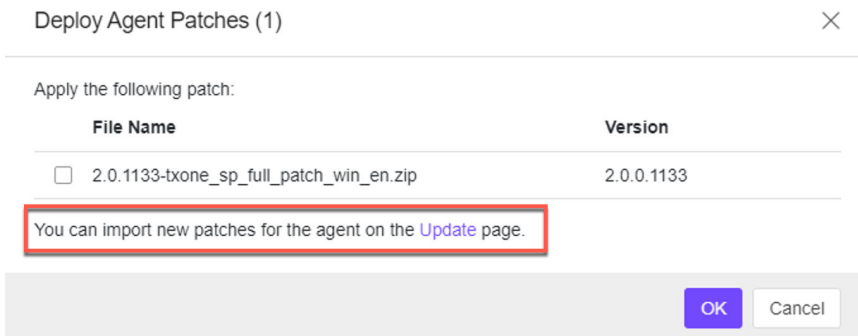 Deploy Agent Patches (1)
Apply the following patch:
File Name Version
2.0.1133-txone_sp_full_patch_win_en.zip 2.0.0.1133
You can import new patches for the agent on the Update page.
OK Cancel